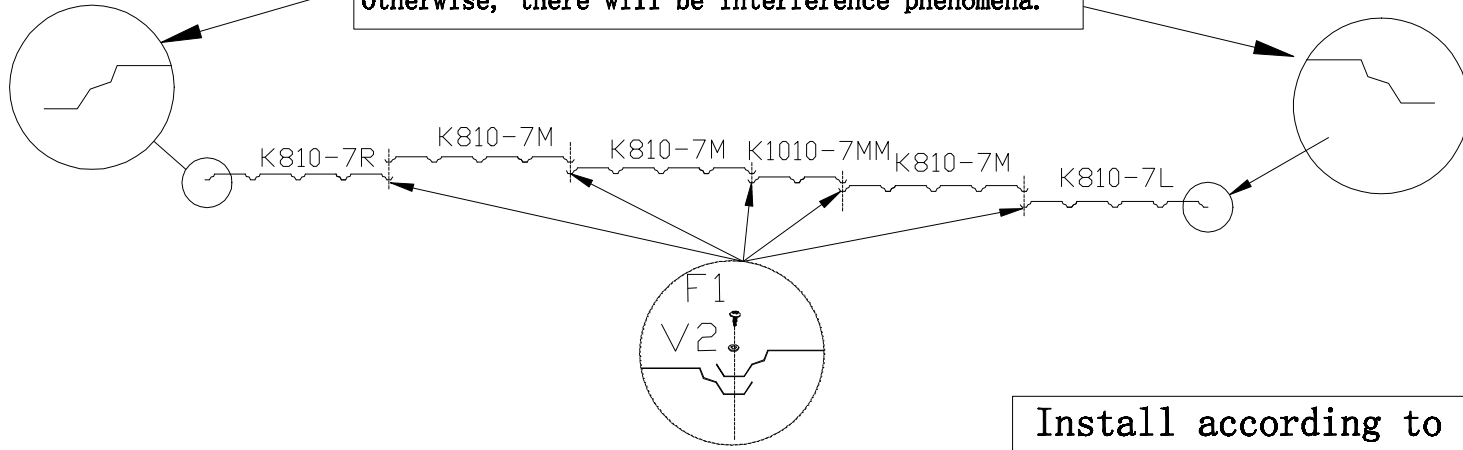 Otherwise, there will be interference phenomena.
K810-7R
K810-7M
K810-7M
K1010-7MM
K810-7M
K810-7L
F1
V2
Install according to